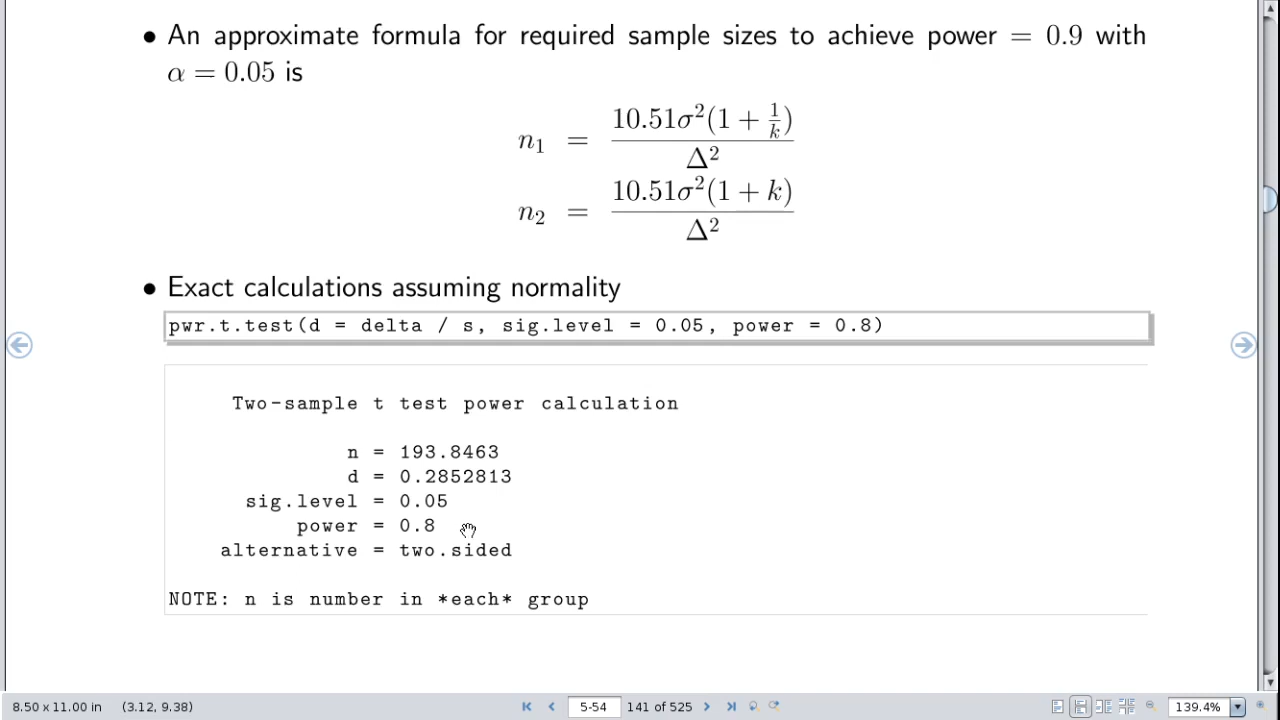 • An approximate formula for required sample sizes to achieve power = 0.9 with
α = 0.05 is
n₁ = 10.51σ²(1 + 1/k) / Δ²
n₂ = 10.51σ²(1 + k) / Δ²
• Exact calculations assuming normality
pwr.t.test(d = delta / s, sig.level = 0.05, power = 0.8)
Two-sample t test power calculation
n = 193.8463
d = 0.2852813
sig.level = 0.05
power = 0.8
alternative = two.sided
NOTE: n is number in *each* group
8.50 x 11.00 in (3.12, 9.38) 5-54 141 of 525 139.4%